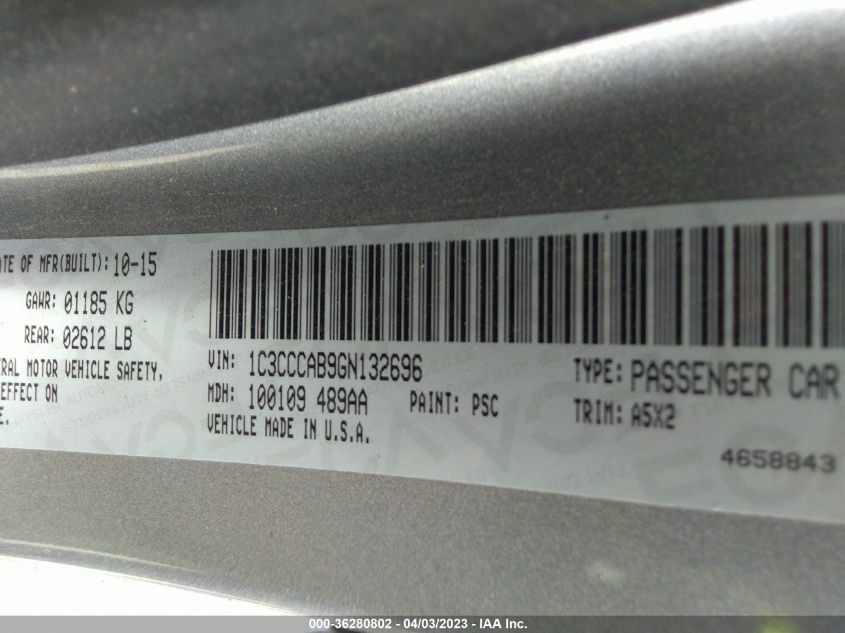 ATE OF MFR(BUILT): 10-15
GAWR: 01185 KG
REAR: 02612 LB
ERAL MOTOR VEHICLE SAFETY,
EFFECT ON
E.
VIN: 1C3CCCAB9GN132696
MDH: 100109 489AA PAINT: PSC
VEHICLE MADE IN U.S.A.
TYPE: PASSENGER CAR
TRIM: A5X2
4658843
000-36280802 - 04/03/2023 - IAA Inc.